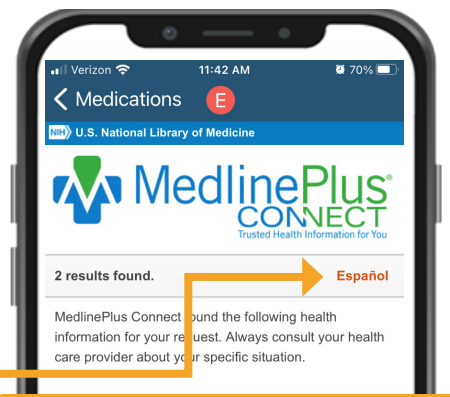 Verizon 11:42 AM 70%
Medications E
NIH U.S. National Library of Medicine
MedlinePlus®
CONNECT
Trusted Health Information for You
2 results found. Español
MedlinePlus Connect found the following health
information for your request. Always consult your health
care provider about your specific situation.